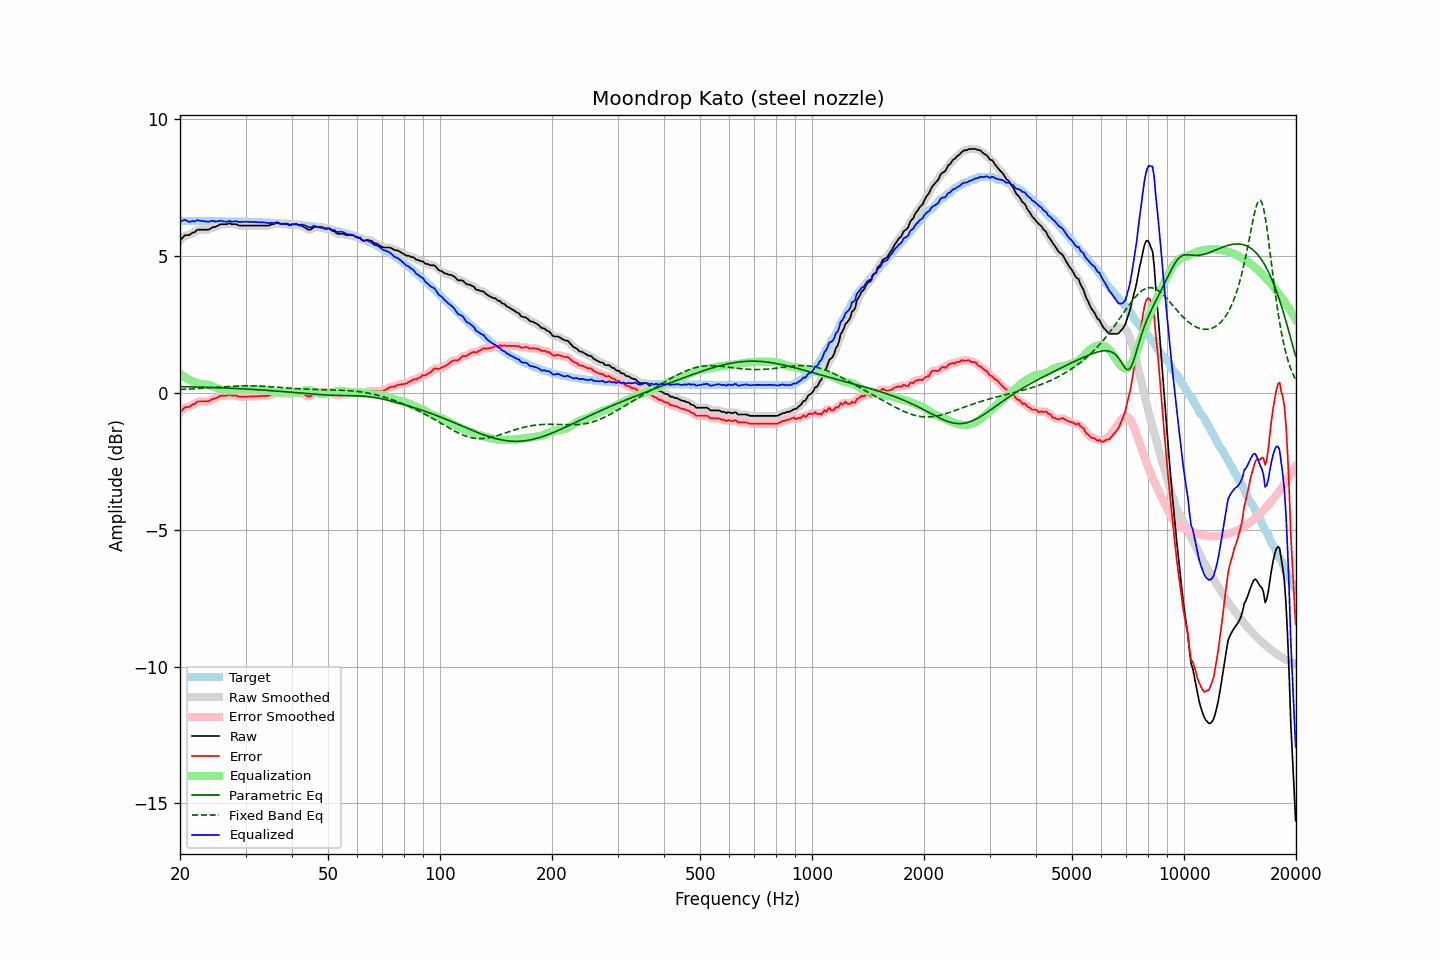 Moondrop Kato (steel nozzle)
10
5
0
−5
−10
−15
Amplitude (dBr)
Target
Raw Smoothed
Error Smoothed
Raw
Error
Equalization
Parametric Eq
Fixed Band Eq
Equalized
20 50 100 200 500 1000 2000 5000 10000 20000
Frequency (Hz)